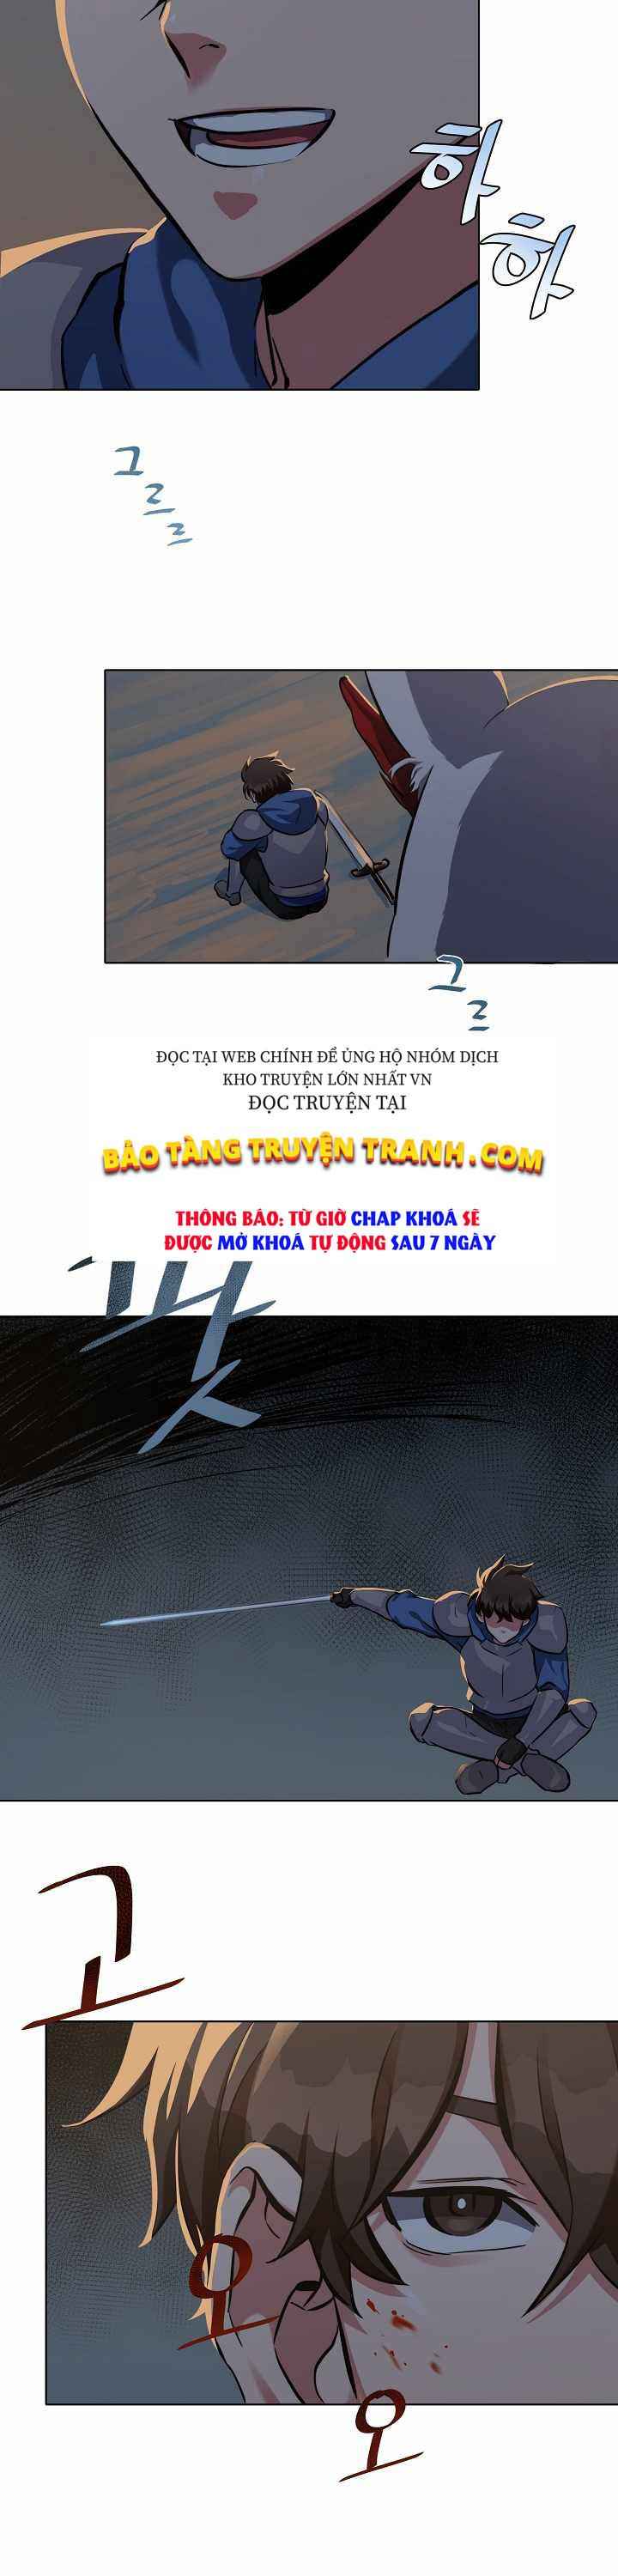 하
하
그
르
르
그
르
ĐỌC TẠI WEB CHÍNH ĐỂ ỦNG HỘ NHÓM DỊCH
KHO TRUYỆN LỚN NHẤT VN
ĐỌC TRUYỆN TẠI
BẢO TÀNG TRUYỆN TRANH.COM
THÔNG BÁO: TỪ GIỜ CHAP KHOÁ SẼ
ĐƯỢC MỞ KHOÁ TỰ ĐỘNG SAU 7 NGÀY
고
오
오